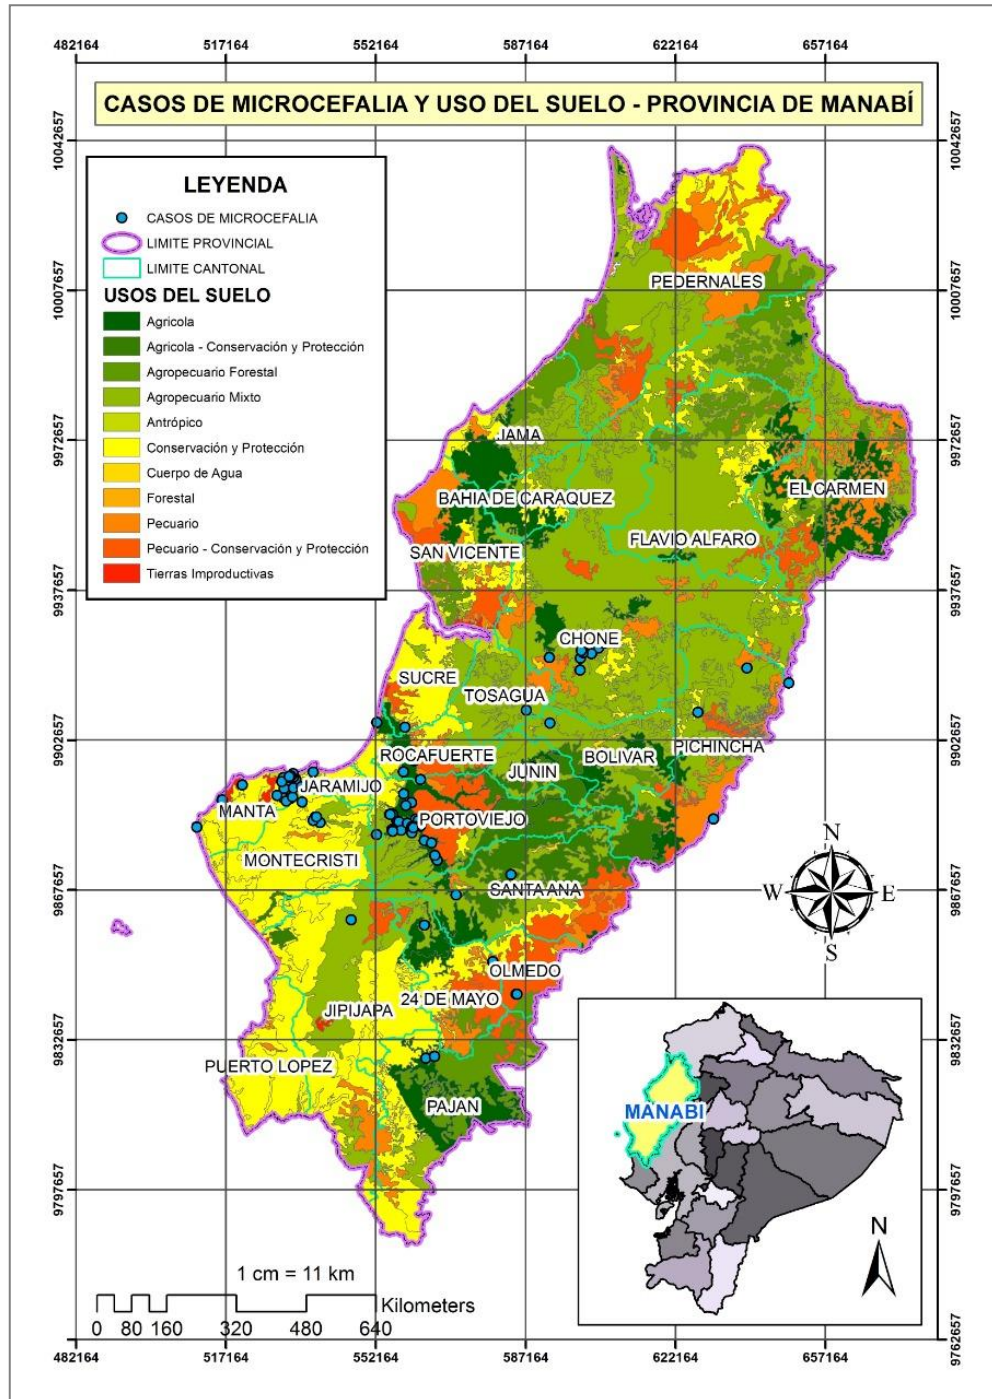 482164 517164 552164 587164 622164 657164
CASOS DE MICROCEFALIA Y USO DEL SUELO - PROVINCIA DE MANABÍ
10042657
10007657
9972657
9937657
9902657
9867657
9832657
9797657
9762657
LEYENDA
CASOS DE MICROCEFALIA
LIMITE PROVINCIAL
LIMITE CANTONAL
USOS DEL SUELO
Agricola
Agricola - Conservación y Protección
Agropecuario Forestal
Agropecuario Mixto
Antrópico
Conservación y Protección
Cuerpo de Agua
Forestal
Pecuario
Pecuario - Conservación y Protección
Tierras Improductivas
PEDERNALES
JAMA
EL CARMEN
BAHIA DE CARAQUEZ
FLAVIO ALFARO
SAN VICENTE
CHONE
SUCRE
TOSAGUA
ROCAFUERTE
PICHINCHA
BOLIVAR
JUNIN
JARAMIJO
MANTA
PORTOVIEJO
MONTECRISTI
SANTA ANA
OLMEDO
24 DE MAYO
JIPIJAPA
PUERTO LOPEZ
PAJAN
N
W E
S
MANABI
N
1 cm = 11 km
Kilometers
0 80 160 320 480 640
482164 517164 552164 587164 622164 657164
10042657
10007657
9972657
9937657
9902657
9867657
9832657
9797657
9762657